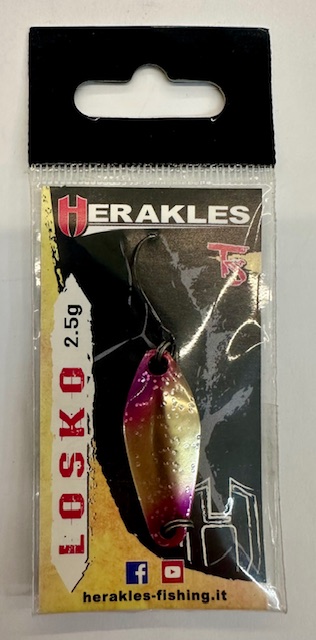 HERAKLES
TS
LOSKO 2.5g
herakles-fishing.it